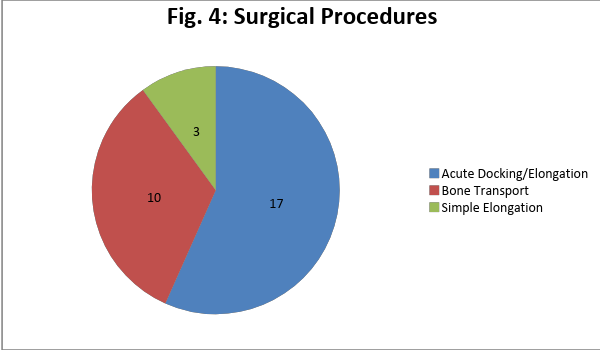 Fig. 4: Surgical Procedures
3
10
17
Acute Docking/Elongation
Bone Transport
Simple Elongation